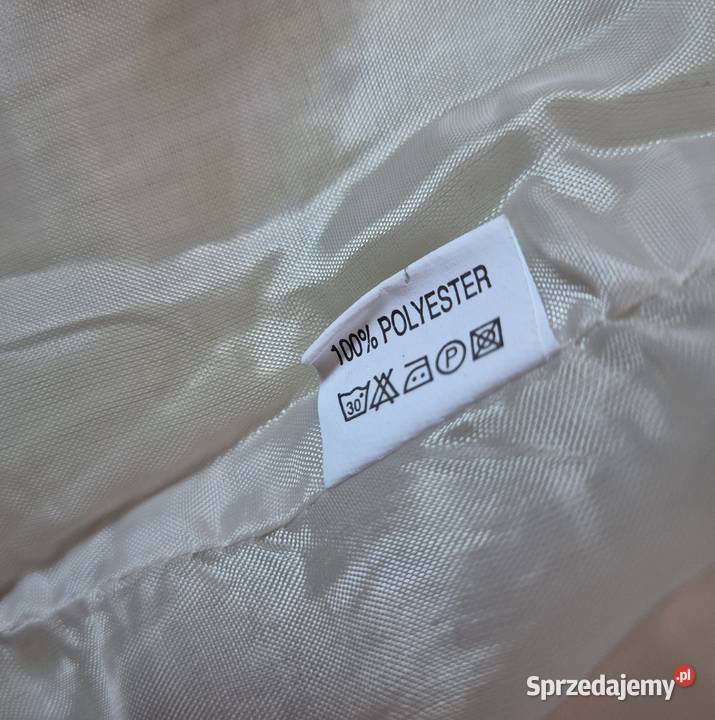 100% POLYESTER
30° P
Sprzedajemy.pl